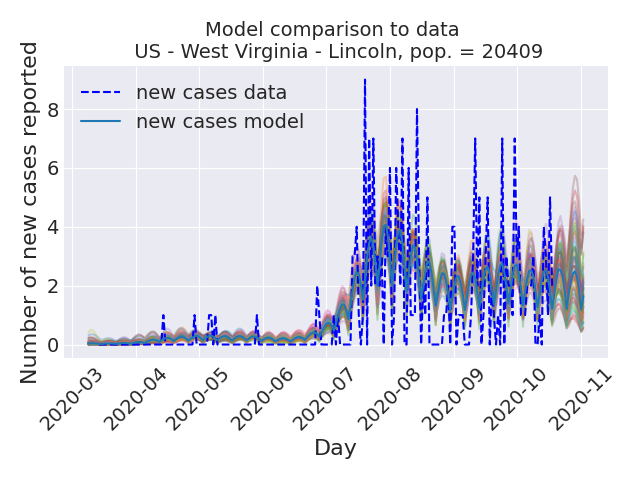 Model comparison to data
US - West Virginia - Lincoln, pop. = 20409
new cases data
new cases model
Number of new cases reported
8
6
4
2
0
2020-03
2020-04
2020-05
2020-06
2020-07
2020-08
2020-09
2020-10
2020-11
Day